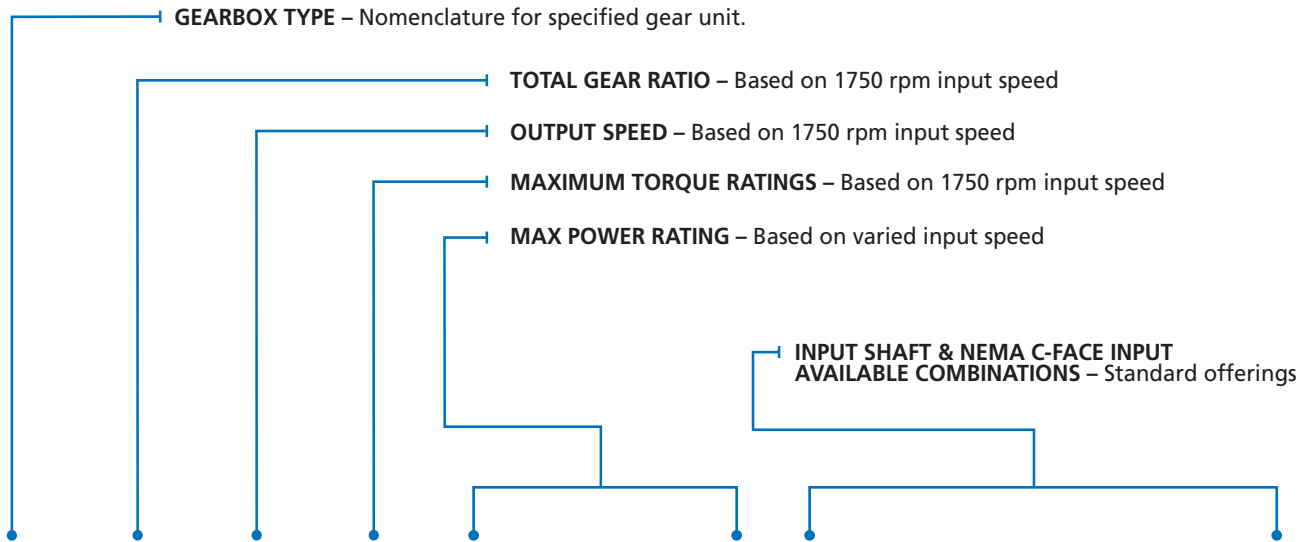 GEARBOX TYPE – Nomenclature for specified gear unit.
TOTAL GEAR RATIO – Based on 1750 rpm input speed
OUTPUT SPEED – Based on 1750 rpm input speed
MAXIMUM TORQUE RATINGS – Based on 1750 rpm input speed
MAX POWER RATING – Based on varied input speed
INPUT SHAFT & NEMA C-FACE INPUT
AVAILABLE COMBINATIONS – Standard offerings